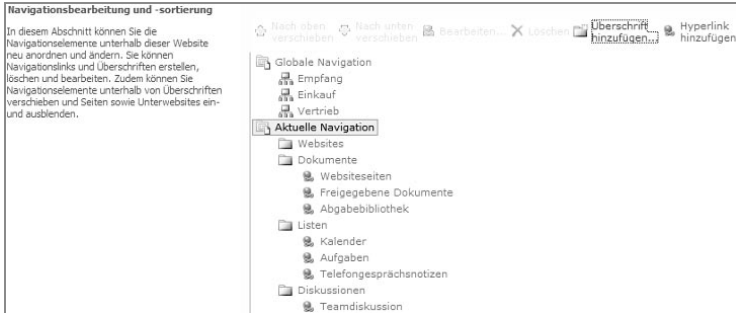 Navigationsbearbeitung und -sortierung
In diesem Abschnitt können Sie die
Navigationselemente unterhalb dieser Website
neu anordnen und ändern. Sie können
Navigationslinks und Überschriften erstellen,
löschen und bearbeiten. Zudem können Sie
Navigationselemente unterhalb von Überschriften
verschieben und Seiten sowie Unterwebsites ein-
und ausblenden.
Nach oben verschieben
Nach unten verschieben
Bearbeiten...
Löschen
Überschrift hinzufügen...
Hyperlink hinzufügen
Globale Navigation
Empfang
Einkauf
Vertrieb
Aktuelle Navigation
Websites
Dokumente
Websiteseiten
Freigegebene Dokumente
Abgabebibliothek
Listen
Kalender
Aufgaben
Telefongesprächsnotizen
Diskussionen
Teamdiskussion